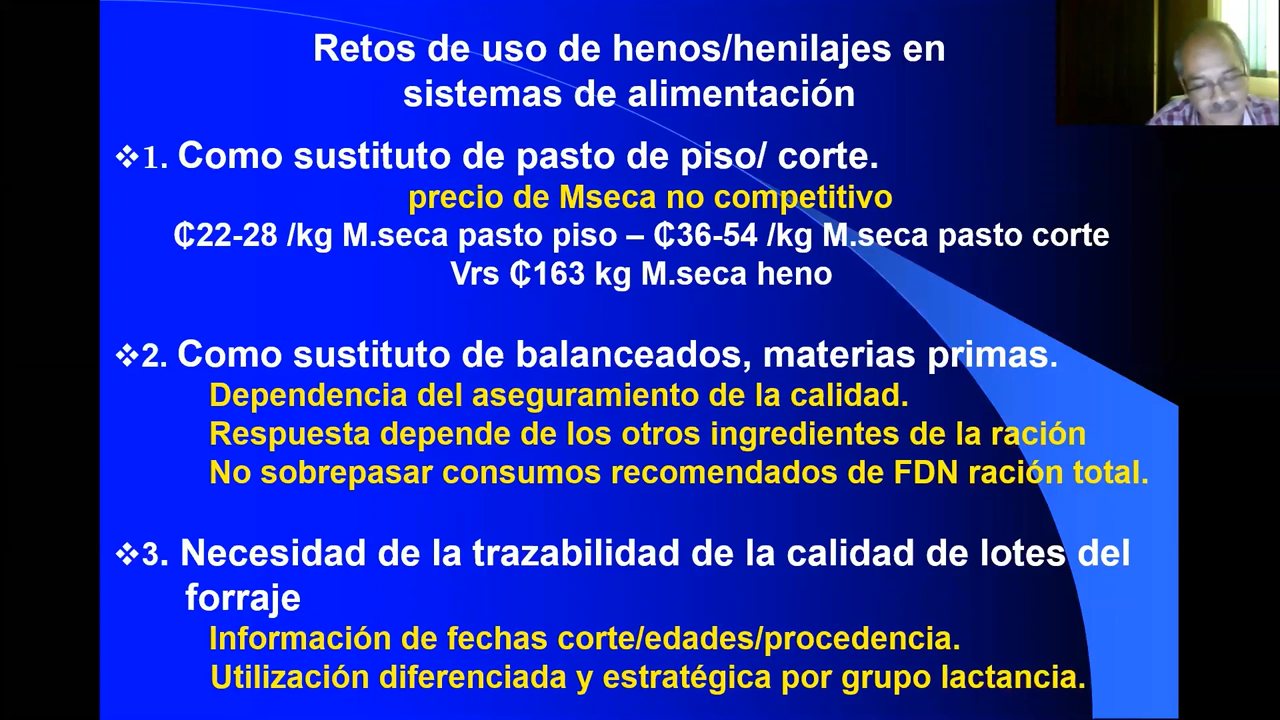 Retos de uso de henos/henilajes en
sistemas de alimentación
❖1. Como sustituto de pasto de piso/ corte.
precio de Mseca no competitivo
₵22-28 /kg M.seca pasto piso – ₵36-54 /kg M.seca pasto corte
Vrs ₵163 kg M.seca heno
❖2. Como sustituto de balanceados, materias primas.
Dependencia del aseguramiento de la calidad.
Respuesta depende de los otros ingredientes de la ración
No sobrepasar consumos recomendados de FDN ración total.
❖3. Necesidad de la trazabilidad de la calidad de lotes del
forraje
Información de fechas corte/edades/procedencia.
Utilización diferenciada y estratégica por grupo lactancia.